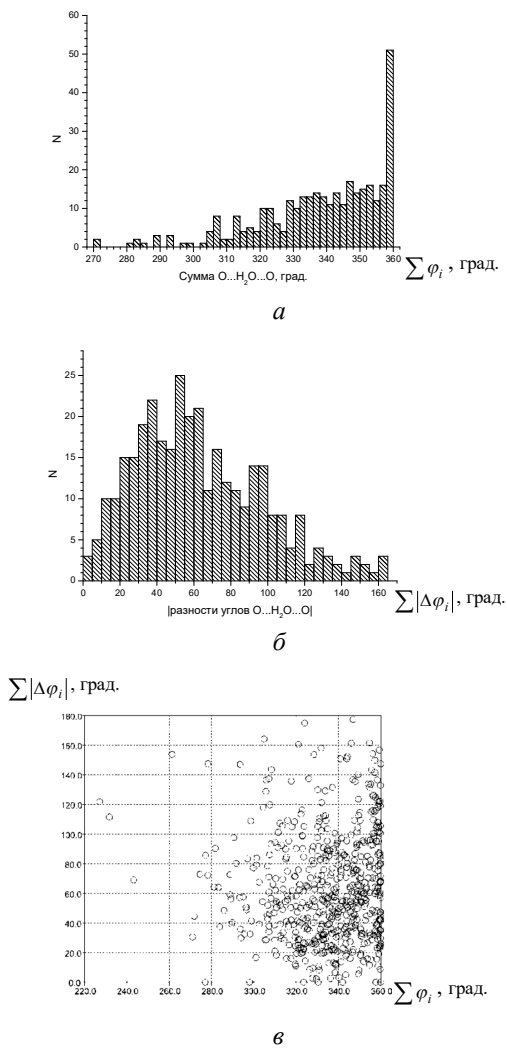 60
50
40
30
20
10
0
N
270 280 290 300 310 320 330 340 350 360
Сумма O...H₂O...O, град.
∑φᵢ , град.
а
25
20
15
10
5
0
N
0 20 40 60 80 100 120 140 160
|разности углов O...H₂O...O|
∑|Δφᵢ|, град.
б
∑|Δφᵢ|, град.
180.0
160.0
140.0
120.0
100.0
80.0
60.0
40.0
20.0
0.0
220.0 240.0 260.0 280.0 300.0 320.0 340.0 360.0
∑φᵢ , град.
в